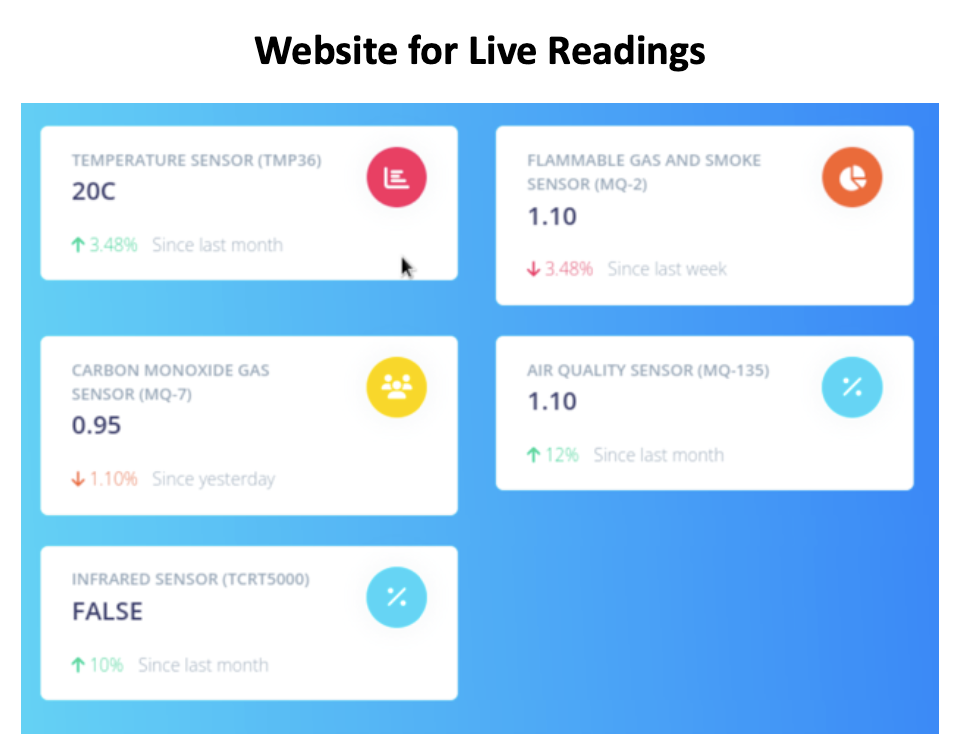 Website for Live Readings
TEMPERATURE SENSOR (TMP36)
20C
3.48% Since last month
FLAMMABLE GAS AND SMOKE
SENSOR (MQ-2)
1.10
3.48% Since last week
CARBON MONOXIDE GAS
SENSOR (MQ-7)
0.95
1.10% Since yesterday
AIR QUALITY SENSOR (MQ-135)
1.10
12% Since last month
INFRARED SENSOR (TCRT5000)
FALSE
10% Since last month